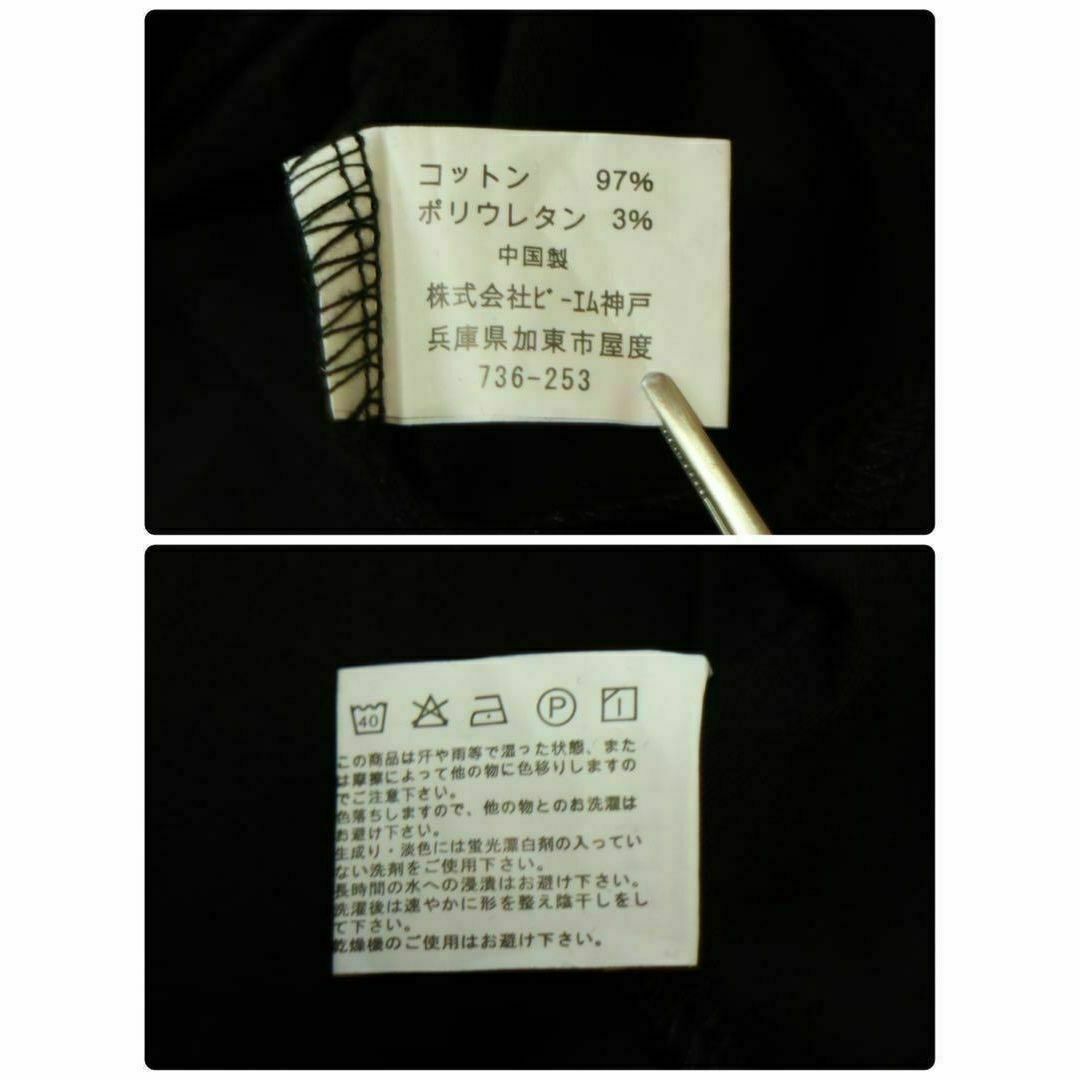 コットン 97%
ポリウレタン 3%
中国製
株式会社ﾋﾞｰｴﾑ神戸
兵庫県加東市屋度
736-253
40 P
この商品は汗や雨等で湿った状態、また
は摩擦によって他の物に色移りしますの
でご注意下さい。
色落ちしますので、他の物とのお洗濯は
お避け下さい。
生成り・淡色には蛍光漂白剤の入ってい
ない洗剤をご使用下さい。
長時間の水への浸漬はお避け下さい。
洗濯後は速やかに形を整え陰干しをし
て下さい。
乾燥機のご使用はお避け下さい。